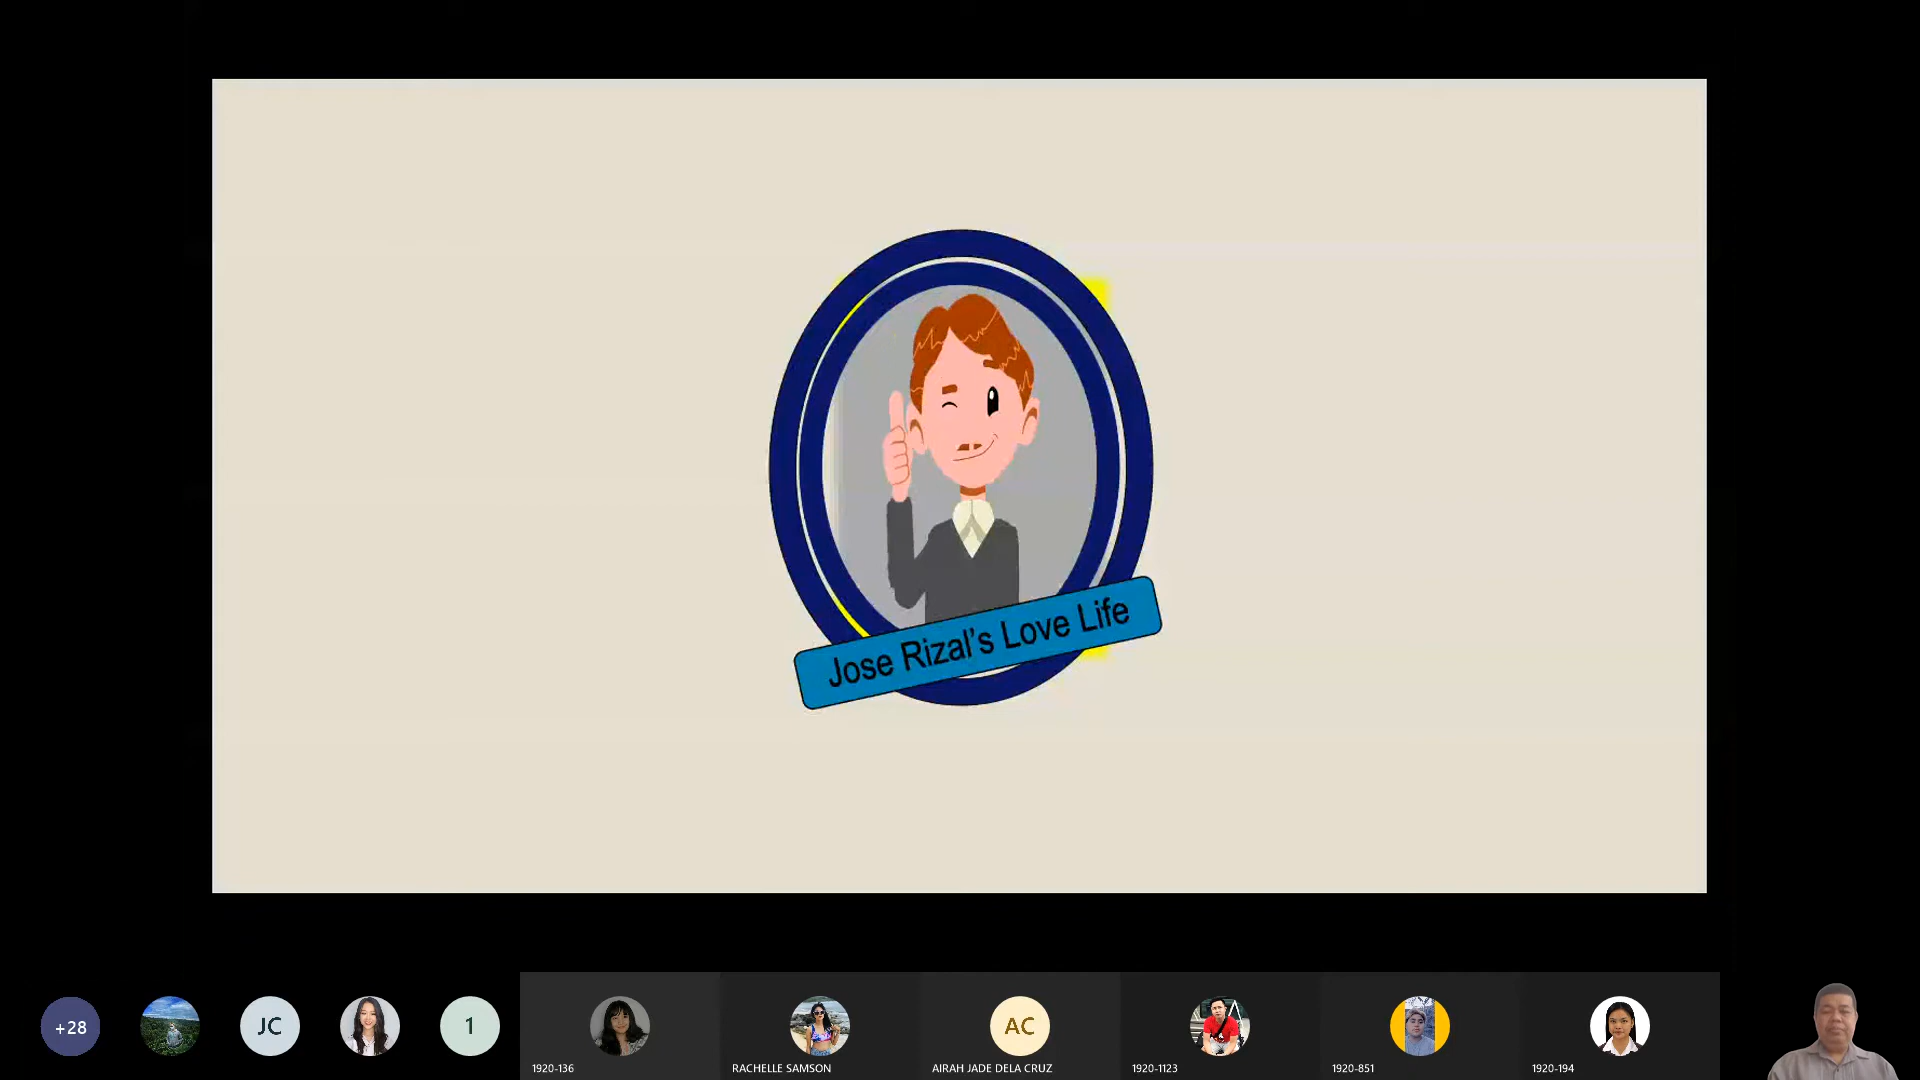 Jose Rizal's Love Life
+28
JC
1
AC
1920-136
RACHELLE SAMSON
AIRAH JADE DELA CRUZ
1920-1123
1920-851
1920-194